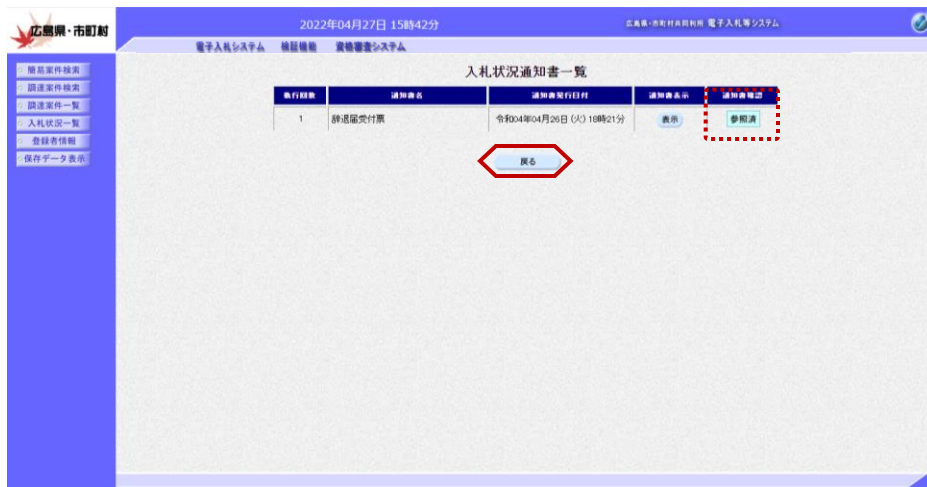 広島県・市町村
2022年04月27日 15時42分
広島県・市町村共同利用 電子入札等システム
電子入札システム 検証機能 資格審査システム
簡易案件検索
調達案件検索
調達案件一覧
入札状況一覧
登録者情報
保存データ表示
入札状況通知書一覧
執行回数 通知書名 通知書発行日付 通知書表示 通知書確認
1 辞退届受付票 令和04年04月26日 (火) 18時21分 表示 参照済
戻る